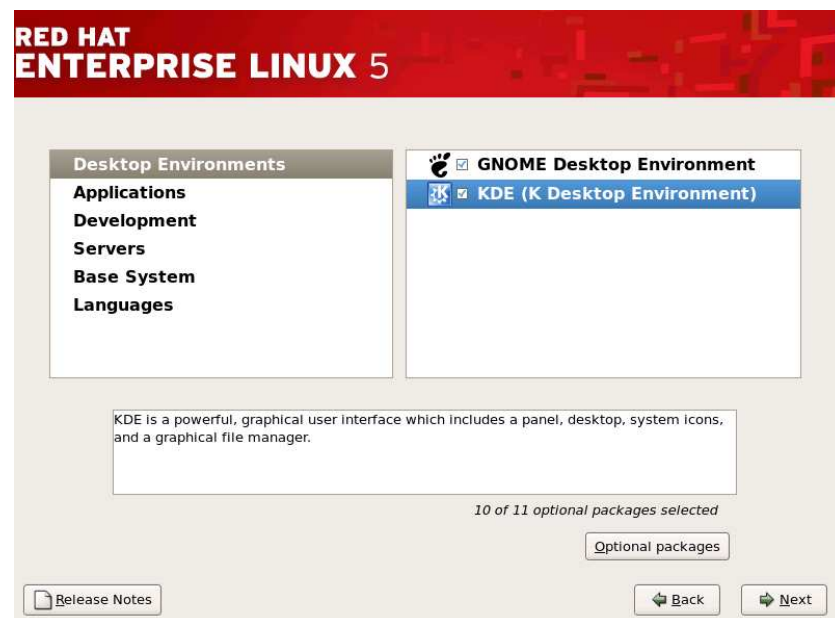 RED HAT
ENTERPRISE LINUX 5
Desktop Environments
Applications
Development
Servers
Base System
Languages
GNOME Desktop Environment
KDE (K Desktop Environment)
KDE is a powerful, graphical user interface which includes a panel, desktop, system icons,
and a graphical file manager.
10 of 11 optional packages selected
Optional packages
Release Notes
Back
Next